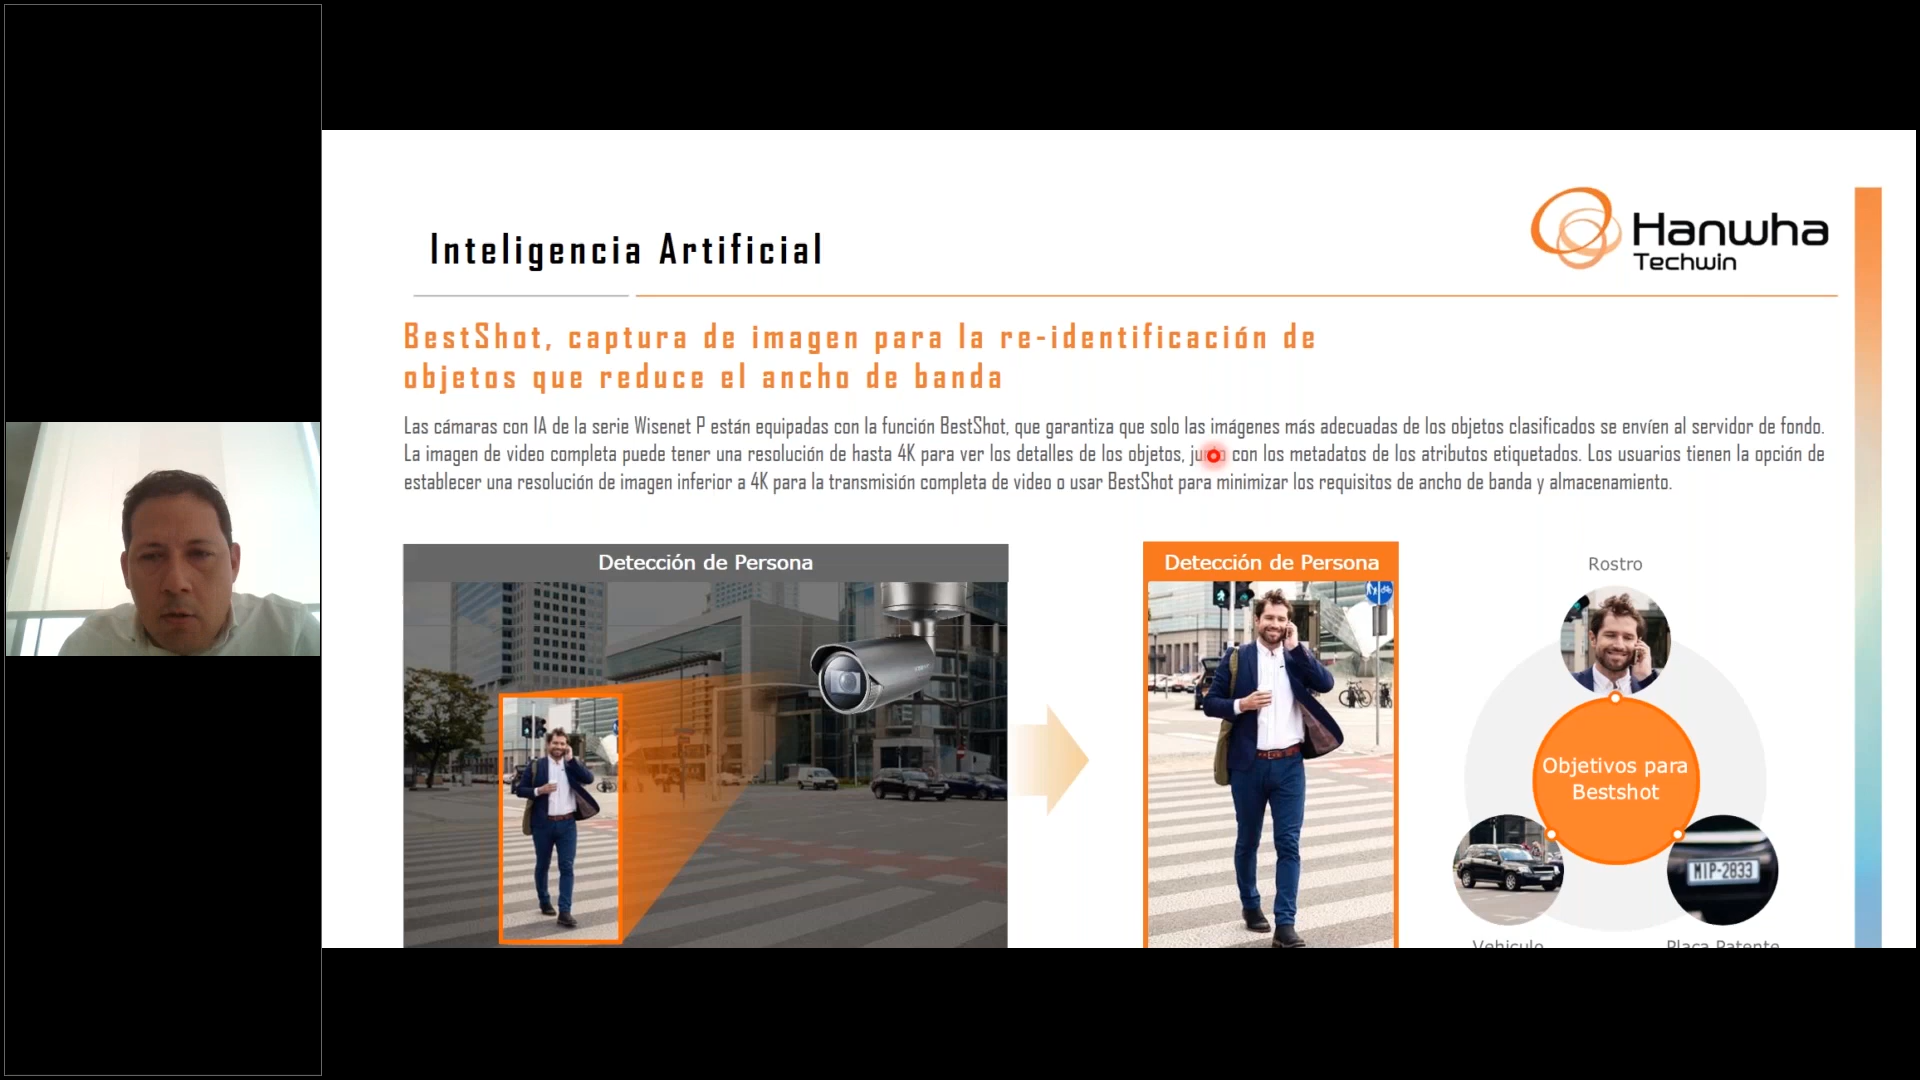 Inteligencia Artificial
Hanwha
Techwin
BestShot, captura de imagen para la re-identificación de
objetos que reduce el ancho de banda
Las cámaras con IA de la serie Wisenet P están equipadas con la función BestShot, que garantiza que solo las imágenes más adecuadas de los objetos clasificados se envíen al servidor de fondo.
La imagen de video completa puede tener una resolución de hasta 4K para ver los detalles de los objetos, junto con los metadatos de los atributos etiquetados. Los usuarios tienen la opción de
establecer una resolución de imagen inferior a 4K para la transmisión completa de video o usar BestShot para minimizar los requisitos de ancho de banda y almacenamiento.
Detección de Persona
Detección de Persona
Rostro
Objetivos para
Bestshot
MIP-2833
Vehiculo
Placa Patente